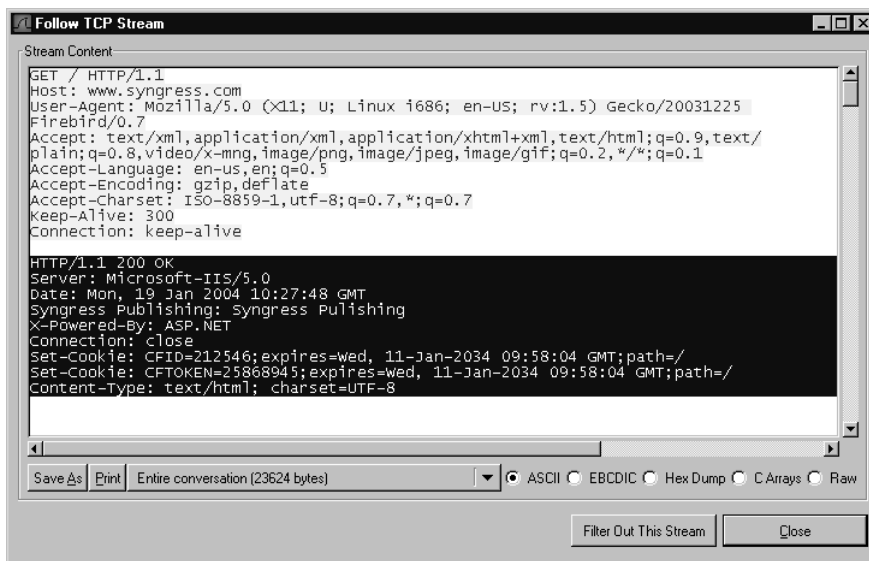 Follow TCP Stream
Stream Content
GET / HTTP/1.1
Host: www.syngress.com
User-Agent: Mozilla/5.0 (X11; U; Linux i686; en-US; rv:1.5) Gecko/20031225
Firebird/0.7
Accept: text/xml,application/xml,application/xhtml+xml,text/html;q=0.9,text/
plain;q=0.8,video/x-mng,image/png,image/jpeg,image/gif;q=0.2,*/*;q=0.1
Accept-Language: en-us,en;q=0.5
Accept-Encoding: gzip,deflate
Accept-Charset: ISO-8859-1,utf-8;q=0.7,*;q=0.7
Keep-Alive: 300
Connection: keep-alive
HTTP/1.1 200 OK
Server: Microsoft-IIS/5.0
Date: Mon, 19 Jan 2004 10:27:48 GMT
Syngress Publishing: Syngress Pulishing
X-Powered-By: ASP.NET
Connection: close
Set-Cookie: CFID=212546;expires=Wed, 11-Jan-2034 09:58:04 GMT;path=/
Set-Cookie: CFTOKEN=25868945;expires=Wed, 11-Jan-2034 09:58:04 GMT;path=/
Content-Type: text/html; charset=UTF-8
Save As Print Entire conversation (23624 bytes) ASCII EBCDIC Hex Dump C Arrays Raw
Filter Out This Stream Close